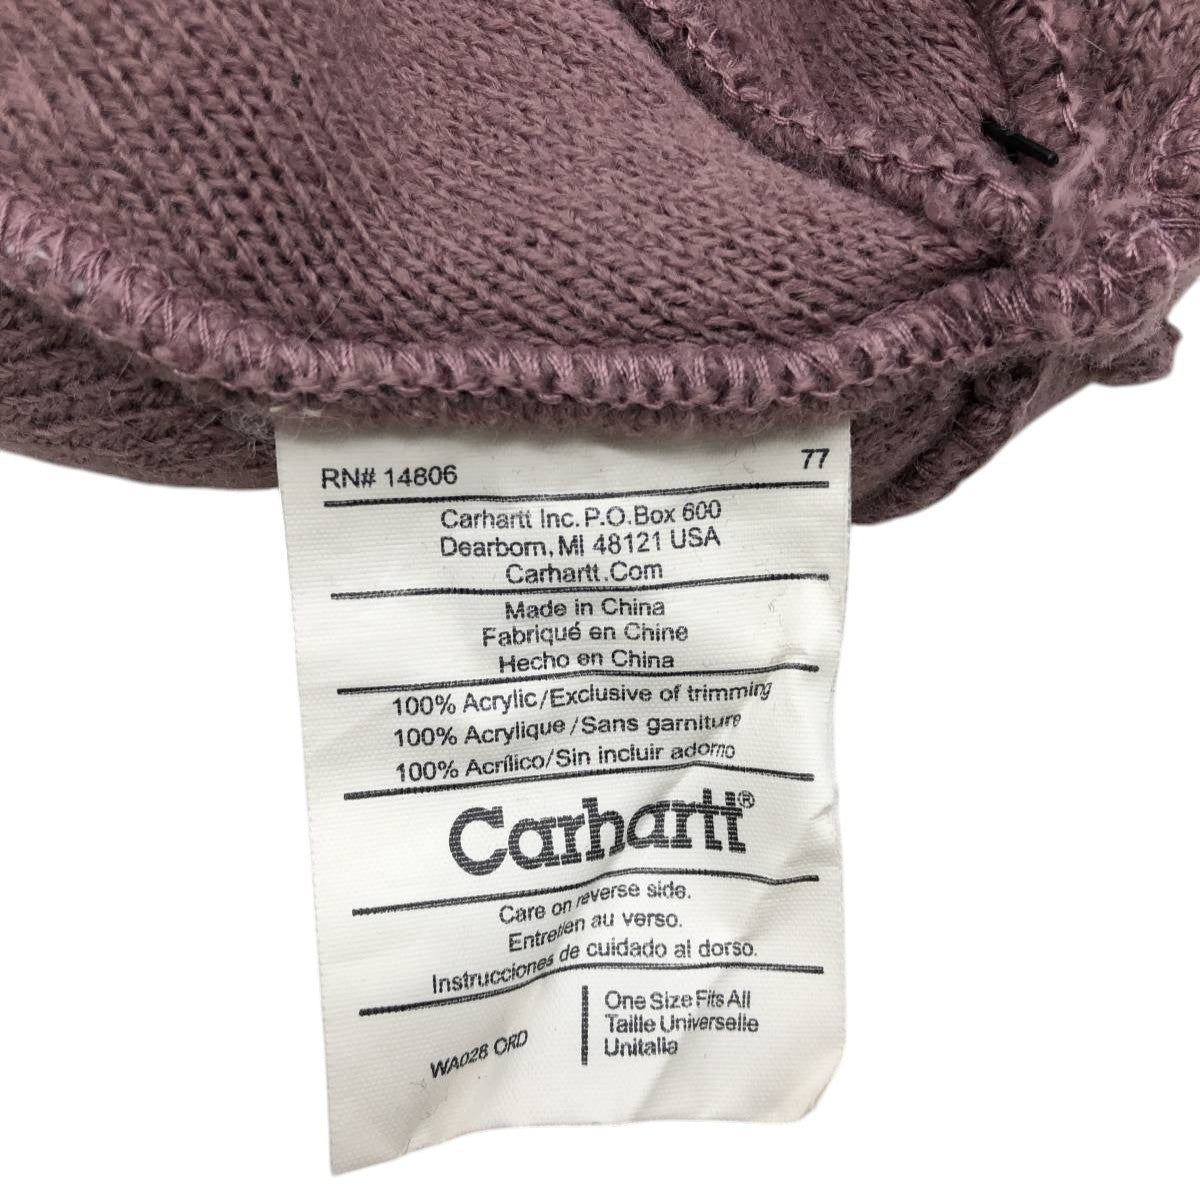 RN# 14806 77
Carhartt Inc. P.O.Box 600
Dearborn, MI 48121 USA
Carhartt.Com
Made in China
Fabriqué en Chine
Hecho en China
100% Acrylic/Exclusive of trimming
100% Acrylique/Sans garniture
100% Acrílico/Sin incluir adorno
Carhartt®
Care on reverse side.
Entretien au verso.
Instrucciones de cuidado al dorso.
WA028 ORD
One Size Fits All
Taille Universelle
Unitalla